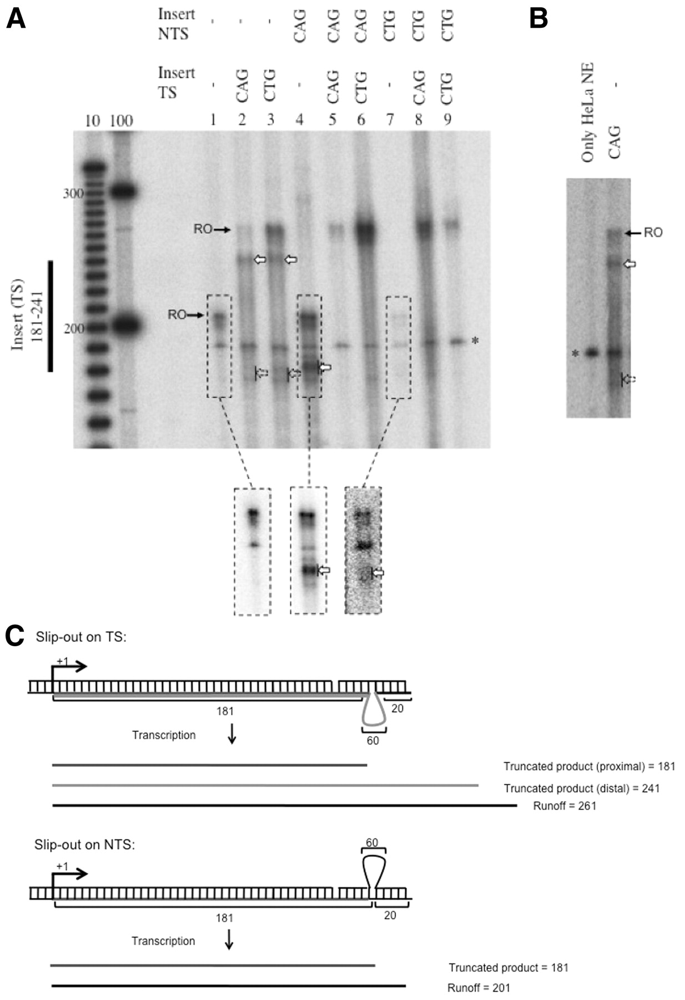 A
B
Insert
NTS
- - - CAG CAG CAG CTG CTG CTG
Insert
TS
- CAG CTG - CAG CTG - CAG CTG
10 100 1 2 3 4 5 6 7 8 9
300
RO
RO
200
*
Insert (TS)
181-241
Only HeLa NE
-
CAG
RO
*
C
Slip-out on TS:
+1
181
20
60
Transcription
Truncated product (proximal) = 181
Truncated product (distal) = 241
Runoff = 261
Slip-out on NTS:
60
+1
181
20
Transcription
Truncated product = 181
Runoff = 201